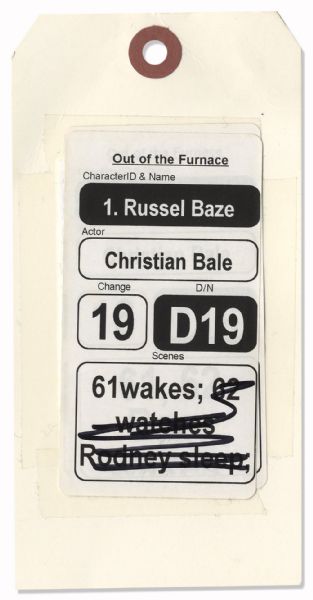 Out of the Furnace
CharacterID & Name
1. Russel Baze
Actor
Christian Bale
Change D/N
19 D19
Scenes
61wakes; 62
watches
Rodney sleep;